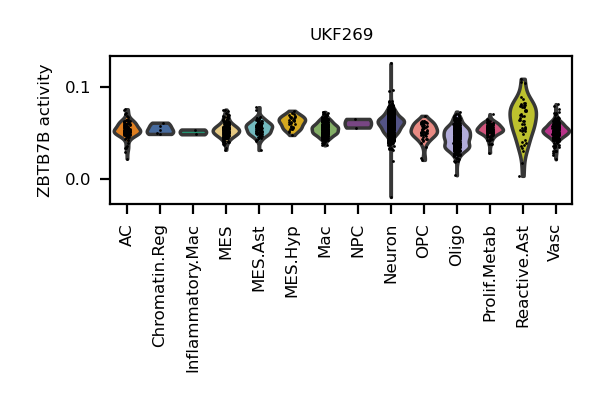 UKF269
ZBTB7B activity
0.1
0.0
AC
Chromatin.Reg
Inflammatory.Mac
MES
MES.Ast
MES.Hyp
Mac
NPC
Neuron
OPC
Oligo
Prolif.Metab
Reactive.Ast
Vasc